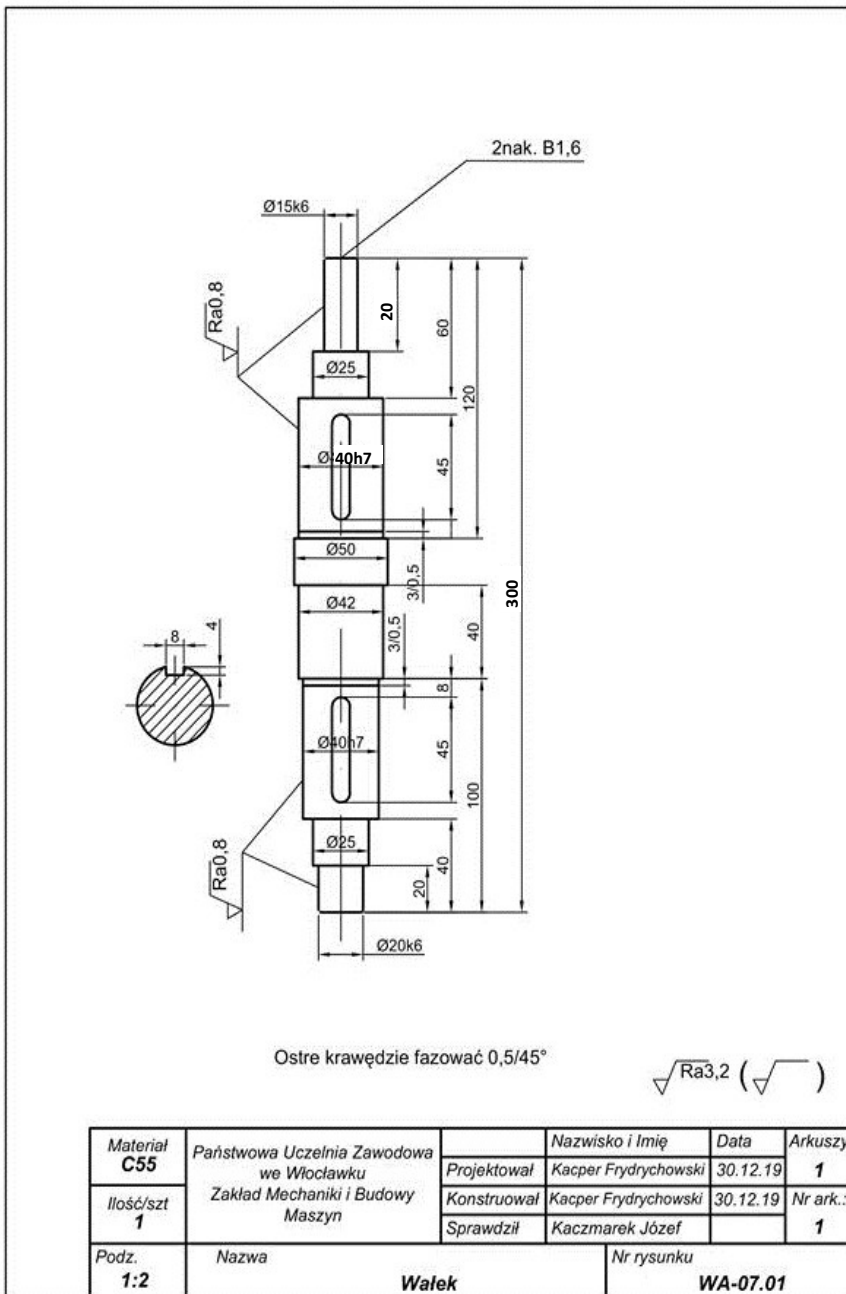 2nak. B1,6
Ø15k6
Ra0,8
20
60
Ø25
120
Ø40h7
45
Ø50
3/0,5
300
Ø42
3/0,5
40
8
4
8
Ø40h7
45
100
Ø25
40
Ra0,8
20
Ø20k6
Ostre krawędzie fazować 0,5/45°
Ra3,2 ( )
Materiał
C55
Państwowa Uczelnia Zawodowa
we Włocławku
Zakład Mechaniki i Budowy
Maszyn
Nazwisko i Imię
Data
Arkuszy
Projektował
Kacper Frydrychowski
30.12.19
1
Ilość/szt
1
Konstruował
Kacper Frydrychowski
30.12.19
Nr ark.:
Sprawdził
Kaczmarek Józef
1
Podz.
1:2
Nazwa
Wałek
Nr rysunku
WA-07.01